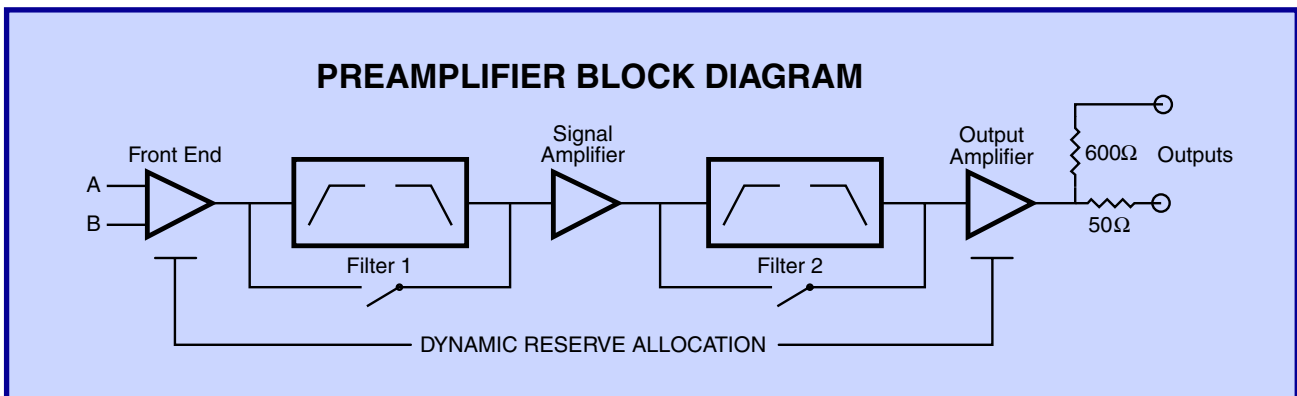 PREAMPLIFIER BLOCK DIAGRAM
Front End
A
B
Filter 1
Signal
Amplifier
Filter 2
Output
Amplifier
600Ω
Outputs
50Ω
DYNAMIC RESERVE ALLOCATION